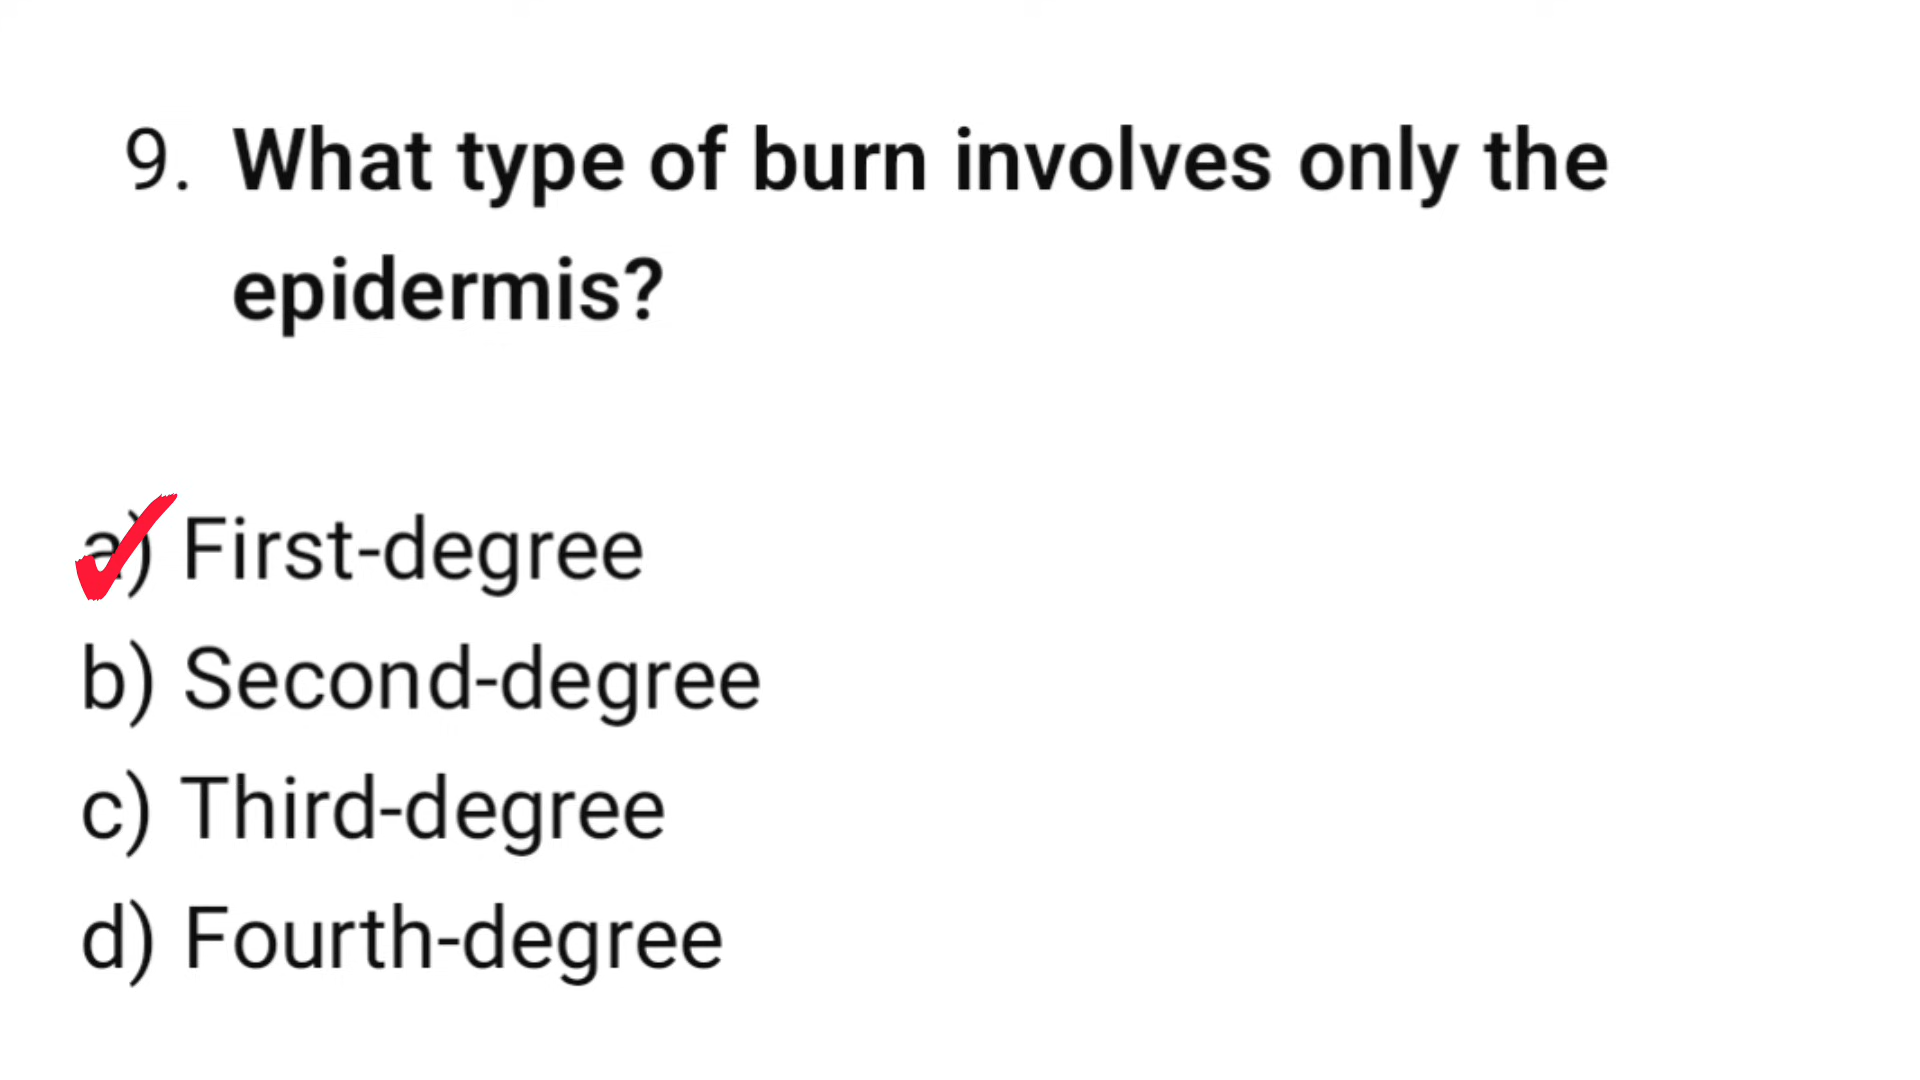 9. What type of burn involves only the
epidermis?
a) First-degree
b) Second-degree
c) Third-degree
d) Fourth-degree